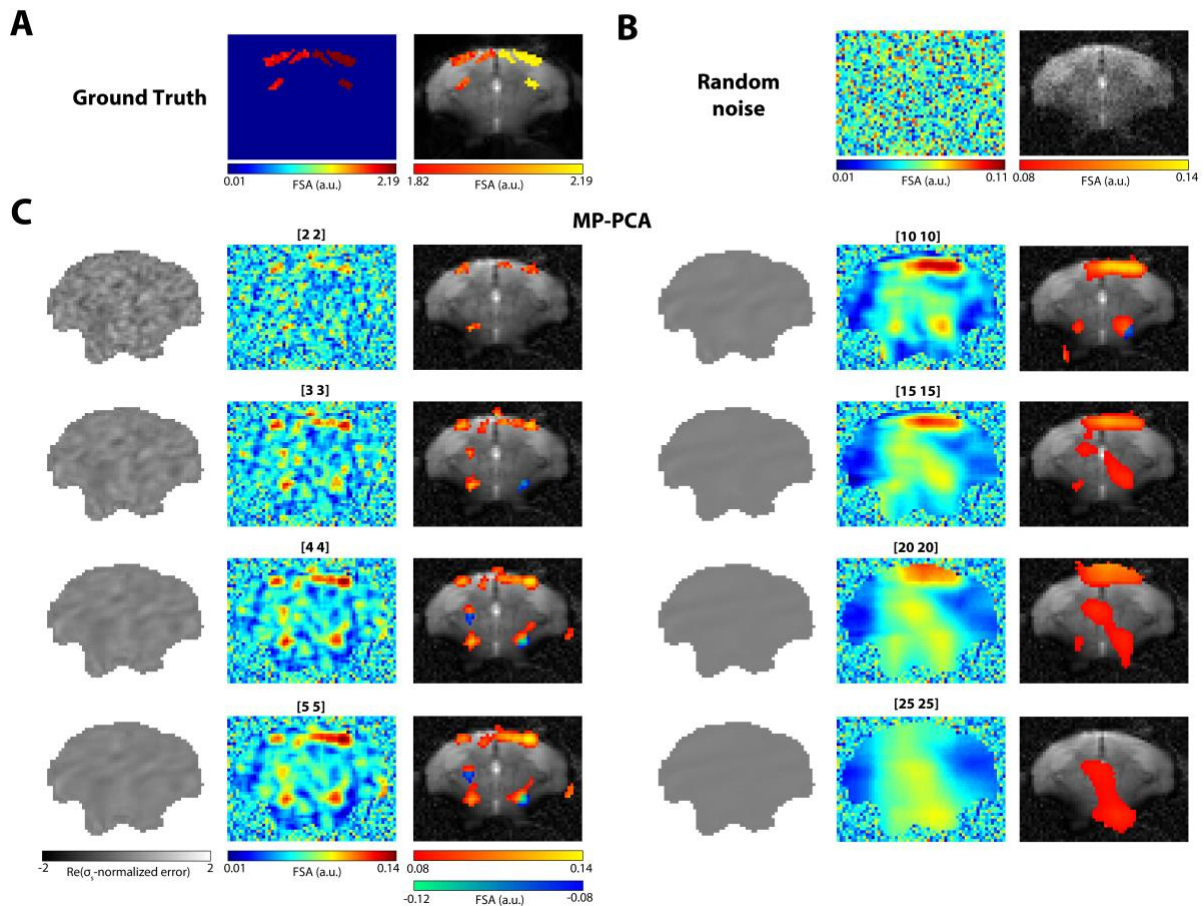 A
B
Ground Truth
Random
noise
0.01
2.19
FSA (a.u.)
1.82
2.19
FSA (a.u.)
0.01
0.11
FSA (a.u.)
0.08
0.14
FSA (a.u.)
C
MP-PCA
[2 2]
[10 10]
[3 3]
[15 15]
[4 4]
[20 20]
[5 5]
[25 25]
-2
2
Re(σs-normalized error)
0.01
0.14
FSA (a.u.)
0.08
0.14
-0.12
-0.08
FSA (a.u.)